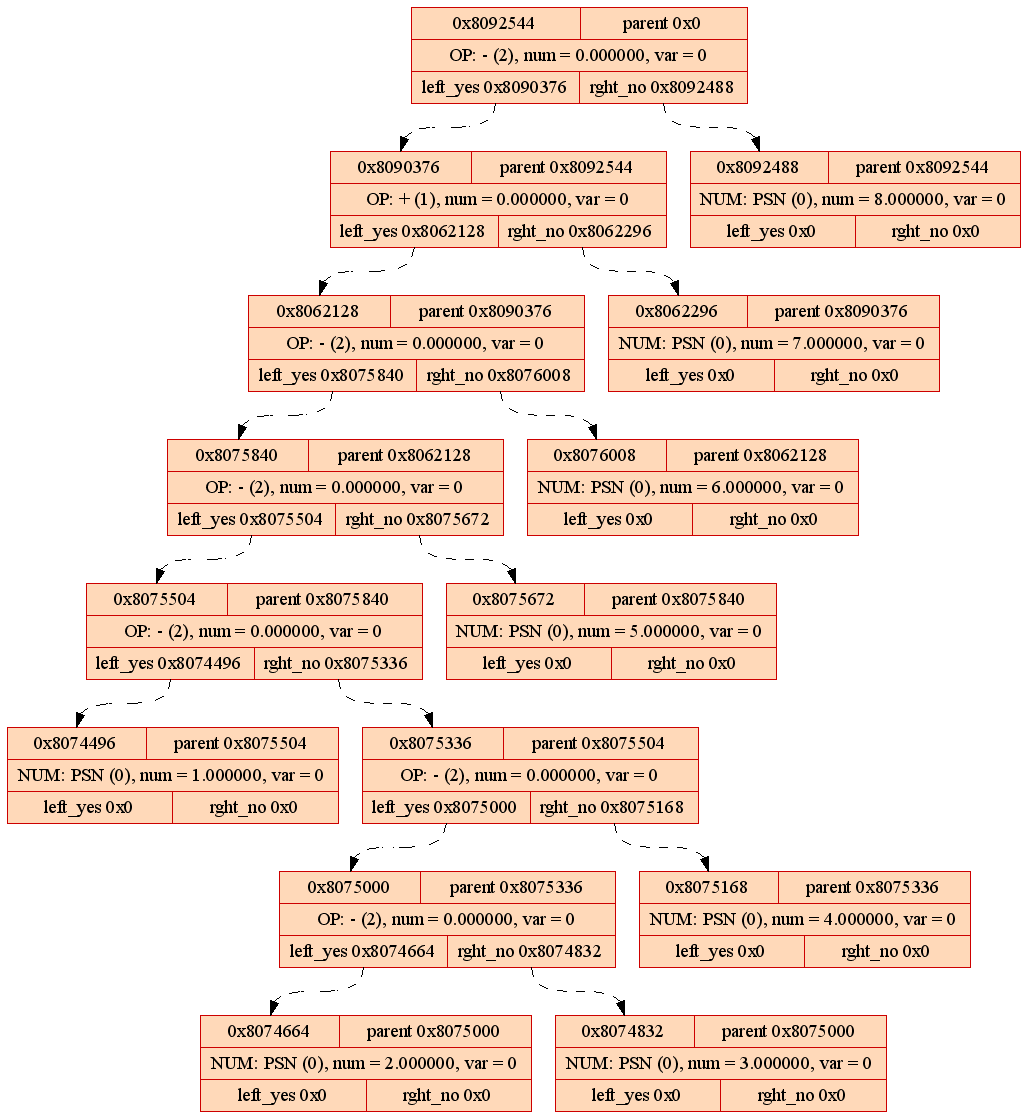 0x8092544 parent 0x0
OP: - (2), num = 0.000000, var = 0
left_yes 0x8090376 rght_no 0x8092488
0x8090376 parent 0x8092544
OP: + (1), num = 0.000000, var = 0
left_yes 0x8062128 rght_no 0x8062296
0x8092488 parent 0x8092544
NUM: PSN (0), num = 8.000000, var = 0
left_yes 0x0 rght_no 0x0
0x8062128 parent 0x8090376
OP: - (2), num = 0.000000, var = 0
left_yes 0x8075840 rght_no 0x8076008
0x8062296 parent 0x8090376
NUM: PSN (0), num = 7.000000, var = 0
left_yes 0x0 rght_no 0x0
0x8075840 parent 0x8062128
OP: - (2), num = 0.000000, var = 0
left_yes 0x8075504 rght_no 0x8075672
0x8076008 parent 0x8062128
NUM: PSN (0), num = 6.000000, var = 0
left_yes 0x0 rght_no 0x0
0x8075504 parent 0x8075840
OP: - (2), num = 0.000000, var = 0
left_yes 0x8074496 rght_no 0x8075336
0x8075672 parent 0x8075840
NUM: PSN (0), num = 5.000000, var = 0
left_yes 0x0 rght_no 0x0
0x8074496 parent 0x8075504
NUM: PSN (0), num = 1.000000, var = 0
left_yes 0x0 rght_no 0x0
0x8075336 parent 0x8075504
OP: - (2), num = 0.000000, var = 0
left_yes 0x8075000 rght_no 0x8075168
0x8075000 parent 0x8075336
OP: - (2), num = 0.000000, var = 0
left_yes 0x8074664 rght_no 0x8074832
0x8075168 parent 0x8075336
NUM: PSN (0), num = 4.000000, var = 0
left_yes 0x0 rght_no 0x0
0x8074664 parent 0x8075000
NUM: PSN (0), num = 2.000000, var = 0
left_yes 0x0 rght_no 0x0
0x8074832 parent 0x8075000
NUM: PSN (0), num = 3.000000, var = 0
left_yes 0x0 rght_no 0x0